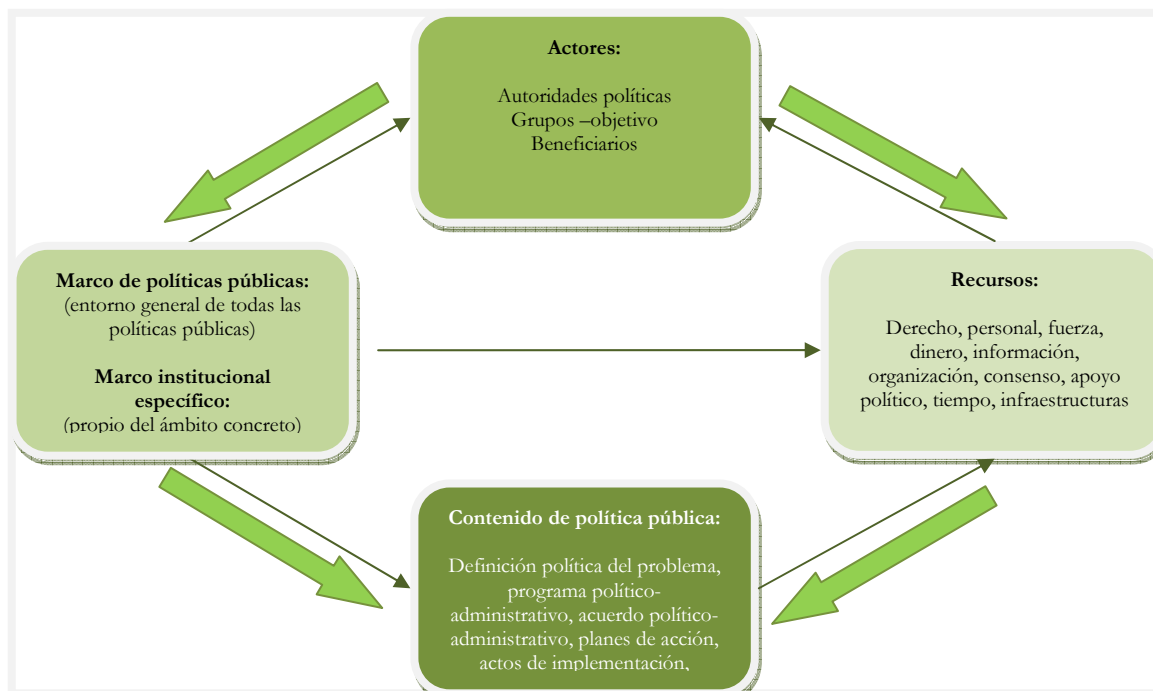 Actores:
Autoridades políticas
Grupos –objetivo
Beneficiarios
Marco de políticas públicas:
(entorno general de todas las
políticas públicas)
Marco institucional
específico:
(propio del ámbito concreto)
Recursos:
Derecho, personal, fuerza,
dinero, información,
organización, consenso, apoyo
político, tiempo, infraestructuras
Contenido de política pública:
Definición política del problema,
programa político-
administrativo, acuerdo político-
administrativo, planes de acción,
actos de implementación,